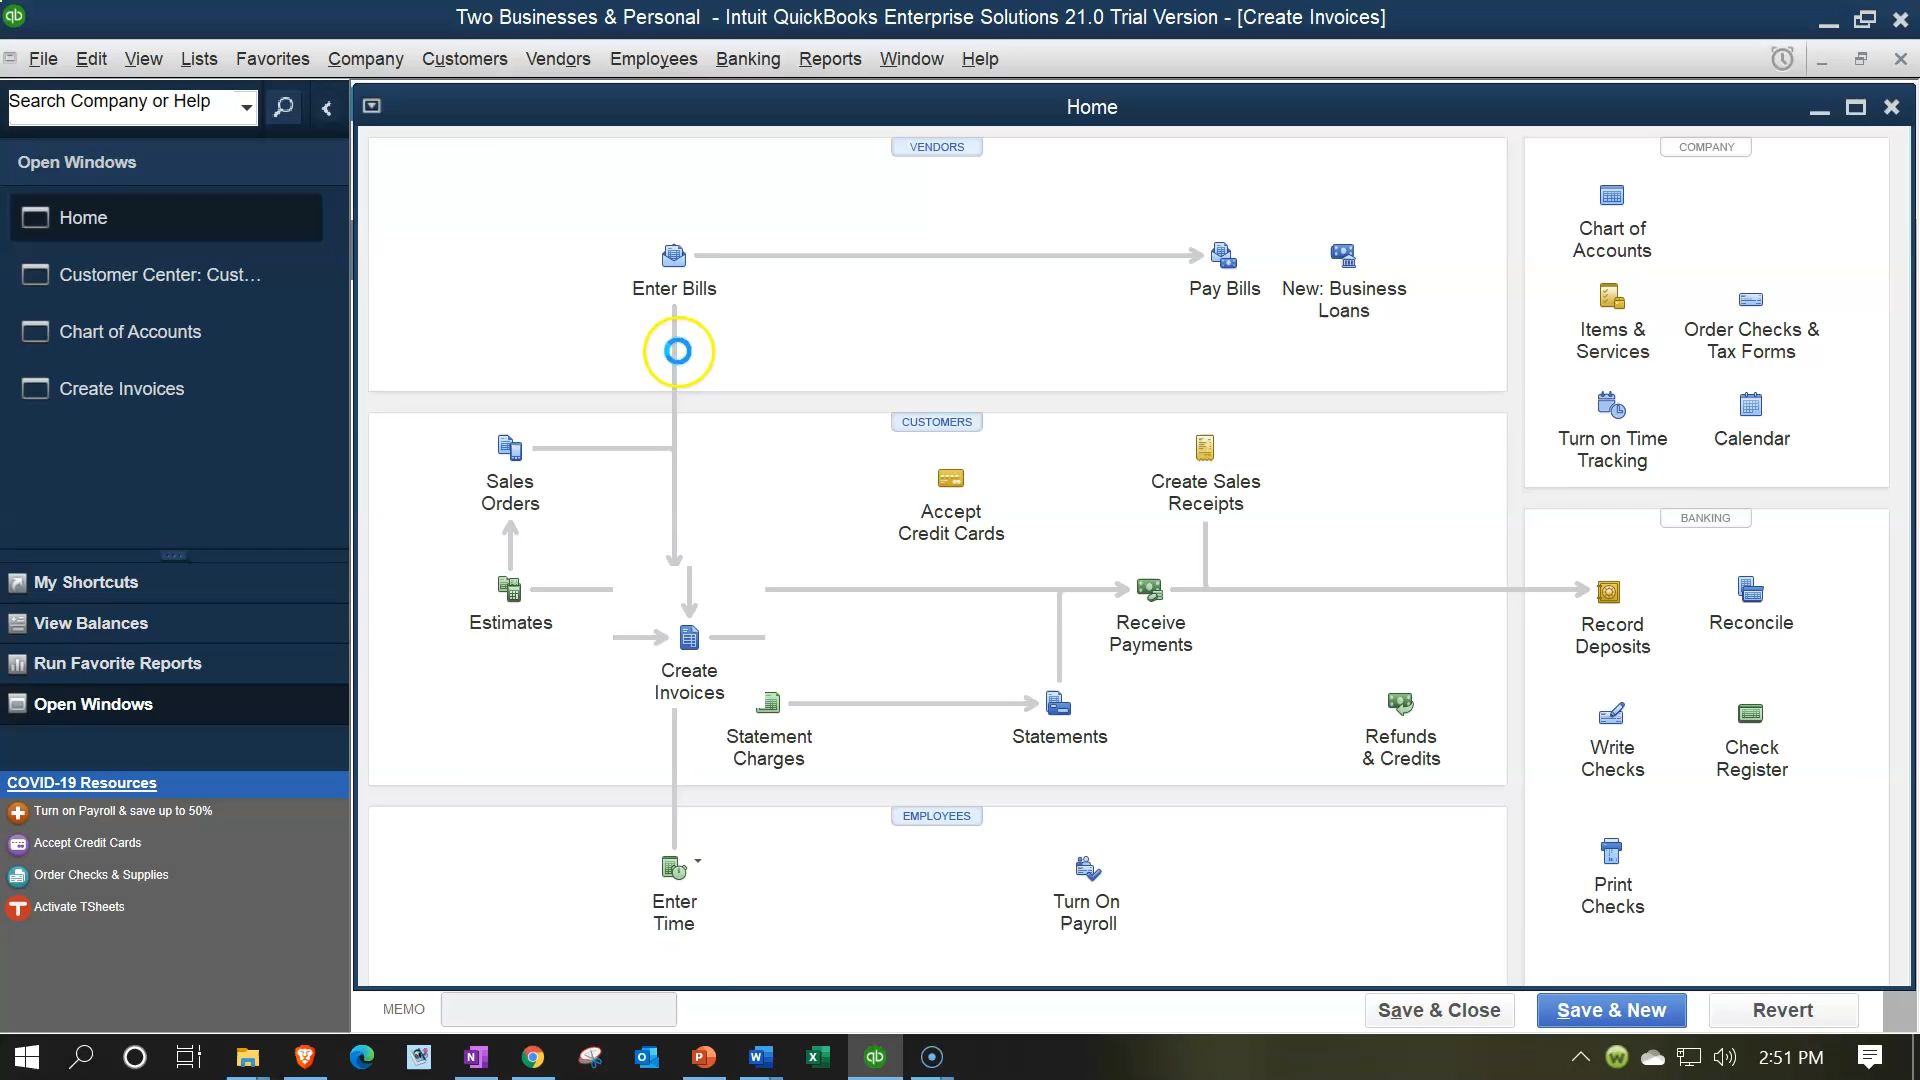 Two Businesses & Personal  - Intuit QuickBooks Enterprise Solutions 21.0 Trial Version - [Create Invoices]
File Edit View Lists Favorites Company Customers Vendors Employees Banking Reports Window Help
Search Company or Help
Open Windows
Home
Customer Center: Cust...
Chart of Accounts
Create Invoices
My Shortcuts
View Balances
Run Favorite Reports
Open Windows
COVID-19 Resources
Turn on Payroll & save up to 50%
Accept Credit Cards
Order Checks & Supplies
Activate TSheets
Home
VENDORS
Enter Bills
Pay Bills
New: Business
Loans
CUSTOMERS
Sales
Orders
Accept
Credit Cards
Create Sales
Receipts
Estimates
Create
Invoices
Receive
Payments
Statement
Charges
Statements
Refunds
& Credits
EMPLOYEES
Enter
Time
Turn On
Payroll
COMPANY
Chart of
Accounts
Items &
Services
Order Checks &
Tax Forms
Turn on Time
Tracking
Calendar
BANKING
Record
Deposits
Reconcile
Write
Checks
Check
Register
Print
Checks
MEMO
Save & Close
Save & New
Revert
2:51 PM